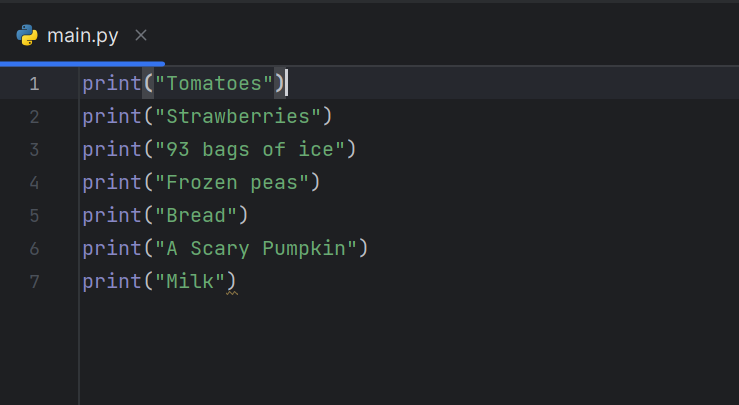 main.py
1 print("Tomatoes")
2 print("Strawberries")
3 print("93 bags of ice")
4 print("Frozen peas")
5 print("Bread")
6 print("A Scary Pumpkin")
7 print("Milk")